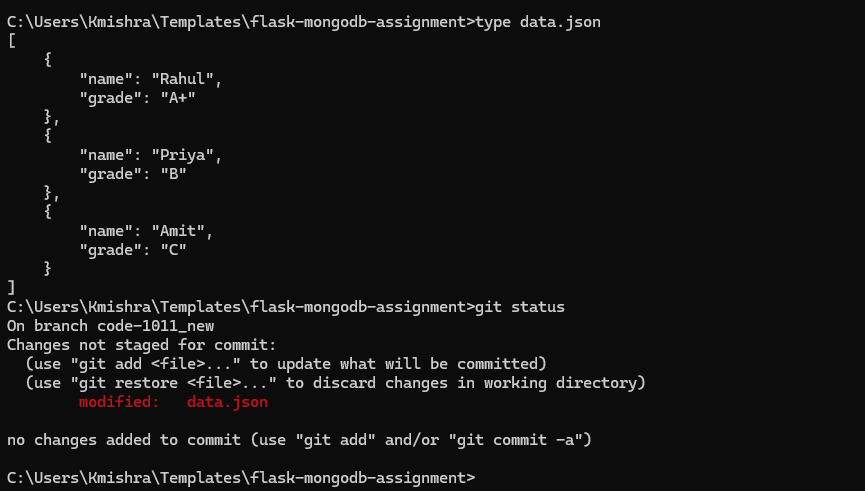 C:\Users\Kmishra\Templates\flask-mongodb-assignment>type data.json
[
    {
        "name": "Rahul",
        "grade": "A+"
    },
    {
        "name": "Priya",
        "grade": "B"
    },
    {
        "name": "Amit",
        "grade": "C"
    }
]
C:\Users\Kmishra\Templates\flask-mongodb-assignment>git status
On branch code-1011_new
Changes not staged for commit:
  (use "git add <file>..." to update what will be committed)
  (use "git restore <file>..." to discard changes in working directory)
        modified:   data.json

no changes added to commit (use "git add" and/or "git commit -a")

C:\Users\Kmishra\Templates\flask-mongodb-assignment>